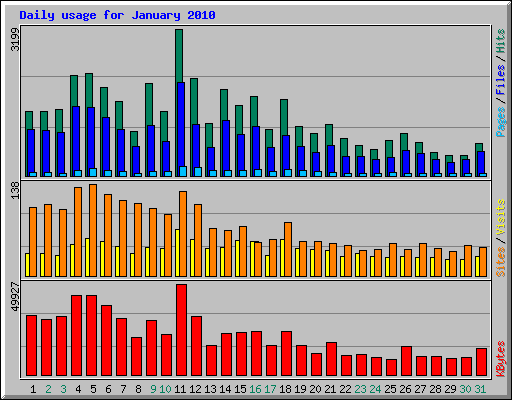 Daily usage for January 2010
3199
Pages / Files / Hits
138
Sites / Visits
49927
KBytes
1 2 3 4 5 6 7 8 9 10 11 12 13 14 15 16 17 18 19 20 21 22 23 24 25 26 27 28 29 30 31